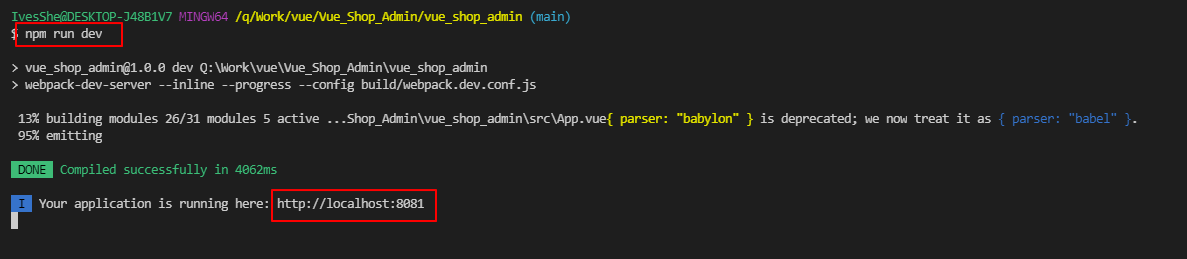 IvesShe@DESKTOP-J48B1V7 MINGW64 /q/Work/vue/Vue_Shop_Admin/vue_shop_admin (main)
$ npm run dev
> vue_shop_admin@1.0.0 dev Q:\Work\vue\Vue_Shop_Admin\vue_shop_admin
> webpack-dev-server --inline --progress --config build/webpack.dev.conf.js
13% building modules 26/31 modules 5 active ...Shop_Admin\vue_shop_admin\src\App.vue{ parser: "babylon" } is deprecated; we now treat it as { parser: "babel" }.
95% emitting
DONE Compiled successfully in 4062ms
I Your application is running here: http://localhost:8081